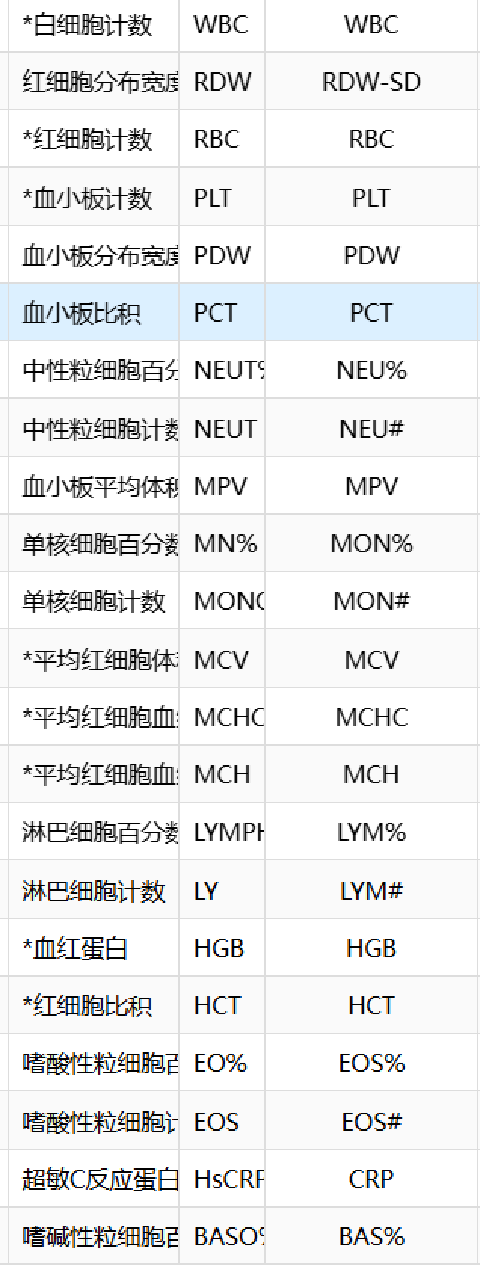 *白细胞计数 WBC WBC
红细胞分布宽度 RDW RDW-SD
*红细胞计数 RBC RBC
*血小板计数 PLT PLT
血小板分布宽度 PDW PDW
血小板比积 PCT PCT
中性粒细胞百分 NEUT% NEU%
中性粒细胞计数 NEUT NEU#
血小板平均体积 MPV MPV
单核细胞百分数 MN% MON%
单核细胞计数 MONO MON#
*平均红细胞体 MCV MCV
*平均红细胞血 MCHC MCHC
*平均红细胞血 MCH MCH
淋巴细胞百分数 LYMPH LYM%
淋巴细胞计数 LY LYM#
*血红蛋白 HGB HGB
*红细胞比积 HCT HCT
嗜酸性粒细胞百 EO% EOS%
嗜酸性粒细胞计 EOS EOS#
超敏C反应蛋白 HsCRP CRP
嗜碱性粒细胞百 BASO% BAS%